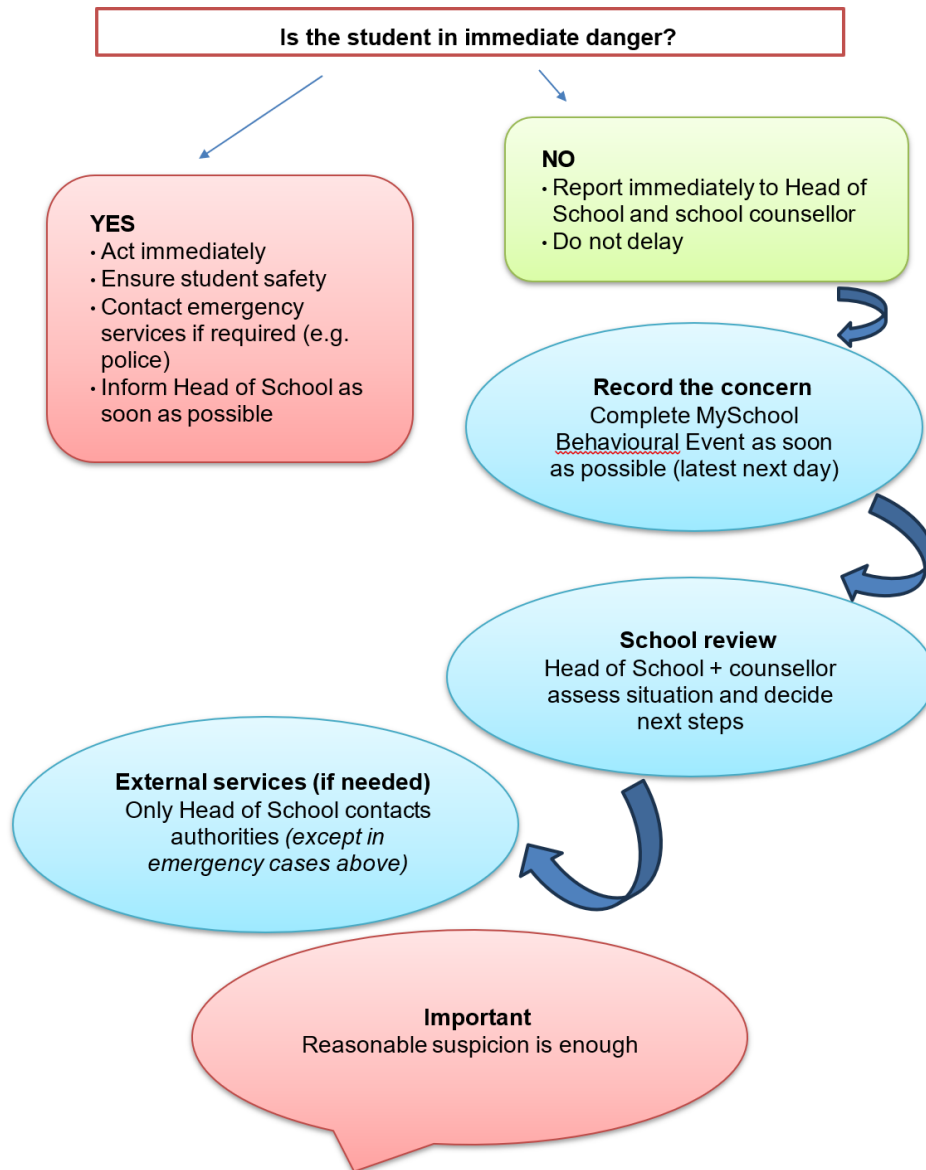 Is the student in immediate danger?
YES
• Act immediately
• Ensure student safety
• Contact emergency
services if required (e.g.
police)
• Inform Head of School as
soon as possible
NO
• Report immediately to Head of
School and school counsellor
• Do not delay
Record the concern
Complete MySchool
Behavioural Event as soon
as possible (latest next day)
School review
Head of School + counsellor
assess situation and decide
next steps
External services (if needed)
Only Head of School contacts
authorities (except in
emergency cases above)
Important
Reasonable suspicion is enough